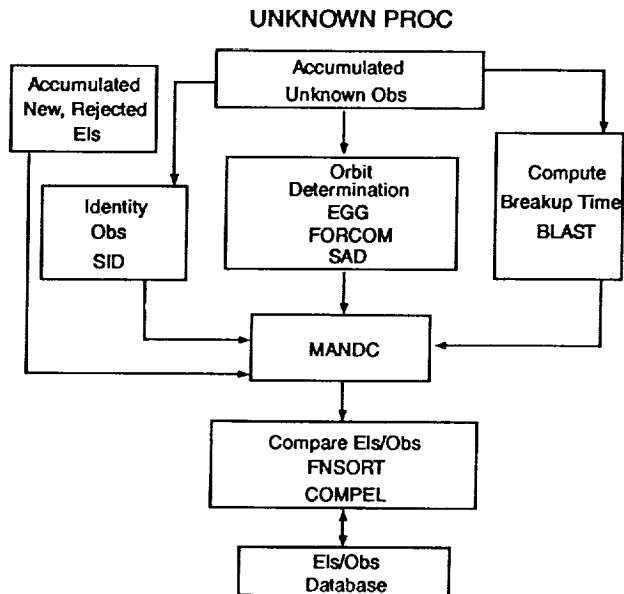 UNKNOWN PROC
Accumulated
New, Rejected
Els
Accumulated
Unknown Obs
Identity
Obs
SID
Orbit
Determination
EGG
FORCOM
SAD
Compute
Breakup Time
BLAST
MANDC
Compare Els/Obs
FNSORT
COMPEL
Els/Obs
Database